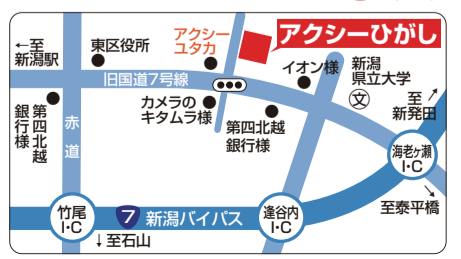 アクシーひがし
アクシー
ユタカ
←至
新潟駅
東区役所
旧国道7号線
イオン様
新潟
県立大学
文
至↗
新発田
第四北越
銀行様
赤道
カメラの
キタムラ様
第四北越
銀行様
海老ヶ瀬
I・C
↘
至泰平橋
竹尾
I・C
7 新潟バイパス
逢谷内
I・C
↓至石山